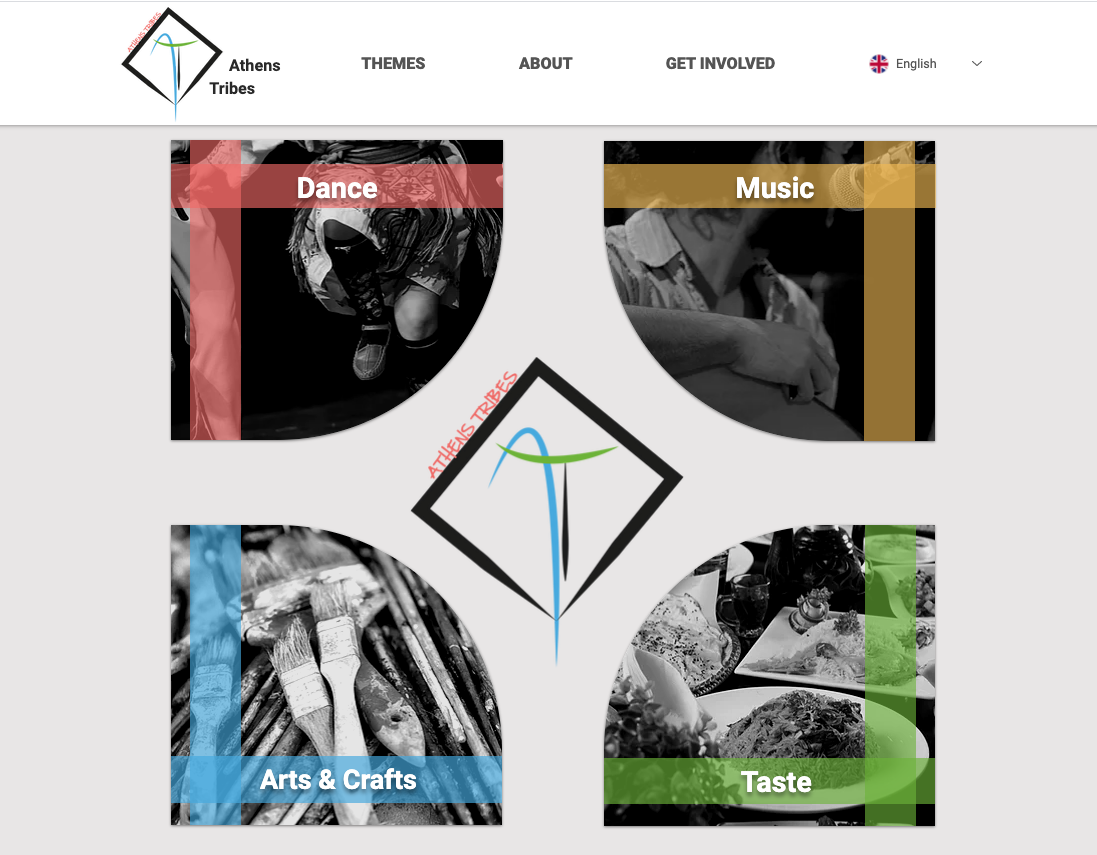 ATHENS TRIBES
Athens
Tribes
THEMES
ABOUT
GET INVOLVED
English
Dance
Music
ATHENS TRIBES
Arts & Crafts
Taste